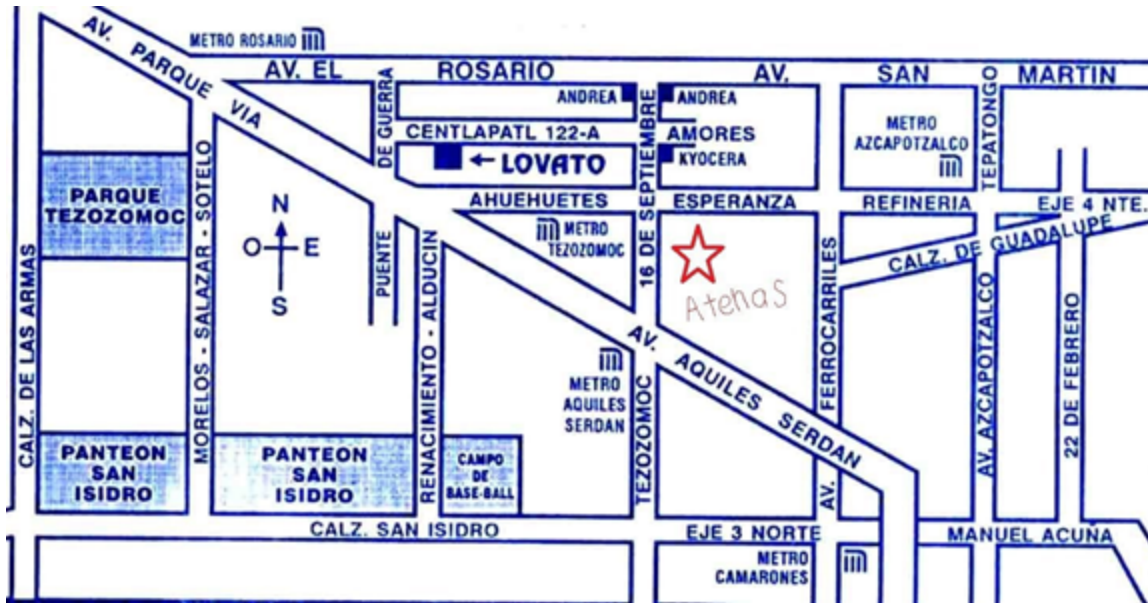 METRO ROSARIO
AV. PARQUE VIA
AV. EL ROSARIO
AV. SAN MARTIN
DE GUERRA
ANDREA
ANDREA
CENTLAPATL 122-A
AMORES
LOVATO
KYOCERA
METRO
AZCAPOTZALCO
TEPATONGO
16 DE SEPTIEMBRE
PARQUE
TEZOZOMOC
AHUEHUETES
ESPERANZA
REFINERIA
EJE 4 NTE.
N
O
E
S
METRO
TEZOZOMOC
CALZ. DE GUADALUPE
Atenas
PUENTE
CALZ. DE LAS ARMAS
MORELOS - SALAZAR - SOTELO
RENACIMIENTO - ALDUCIN
AV. AQUILES SERDAN
METRO
AQUILES
SERDAN
TEZOZOMOC
AV. FERROCARRILES
AV. AZCAPOTZALCO
22 DE FEBRERO
PANTEON
SAN
ISIDRO
PANTEON
SAN
ISIDRO
CAMPO
DE
BASE-BALL
CALZ. SAN ISIDRO
EJE 3 NORTE
MANUEL ACUÑA
METRO
CAMARONES